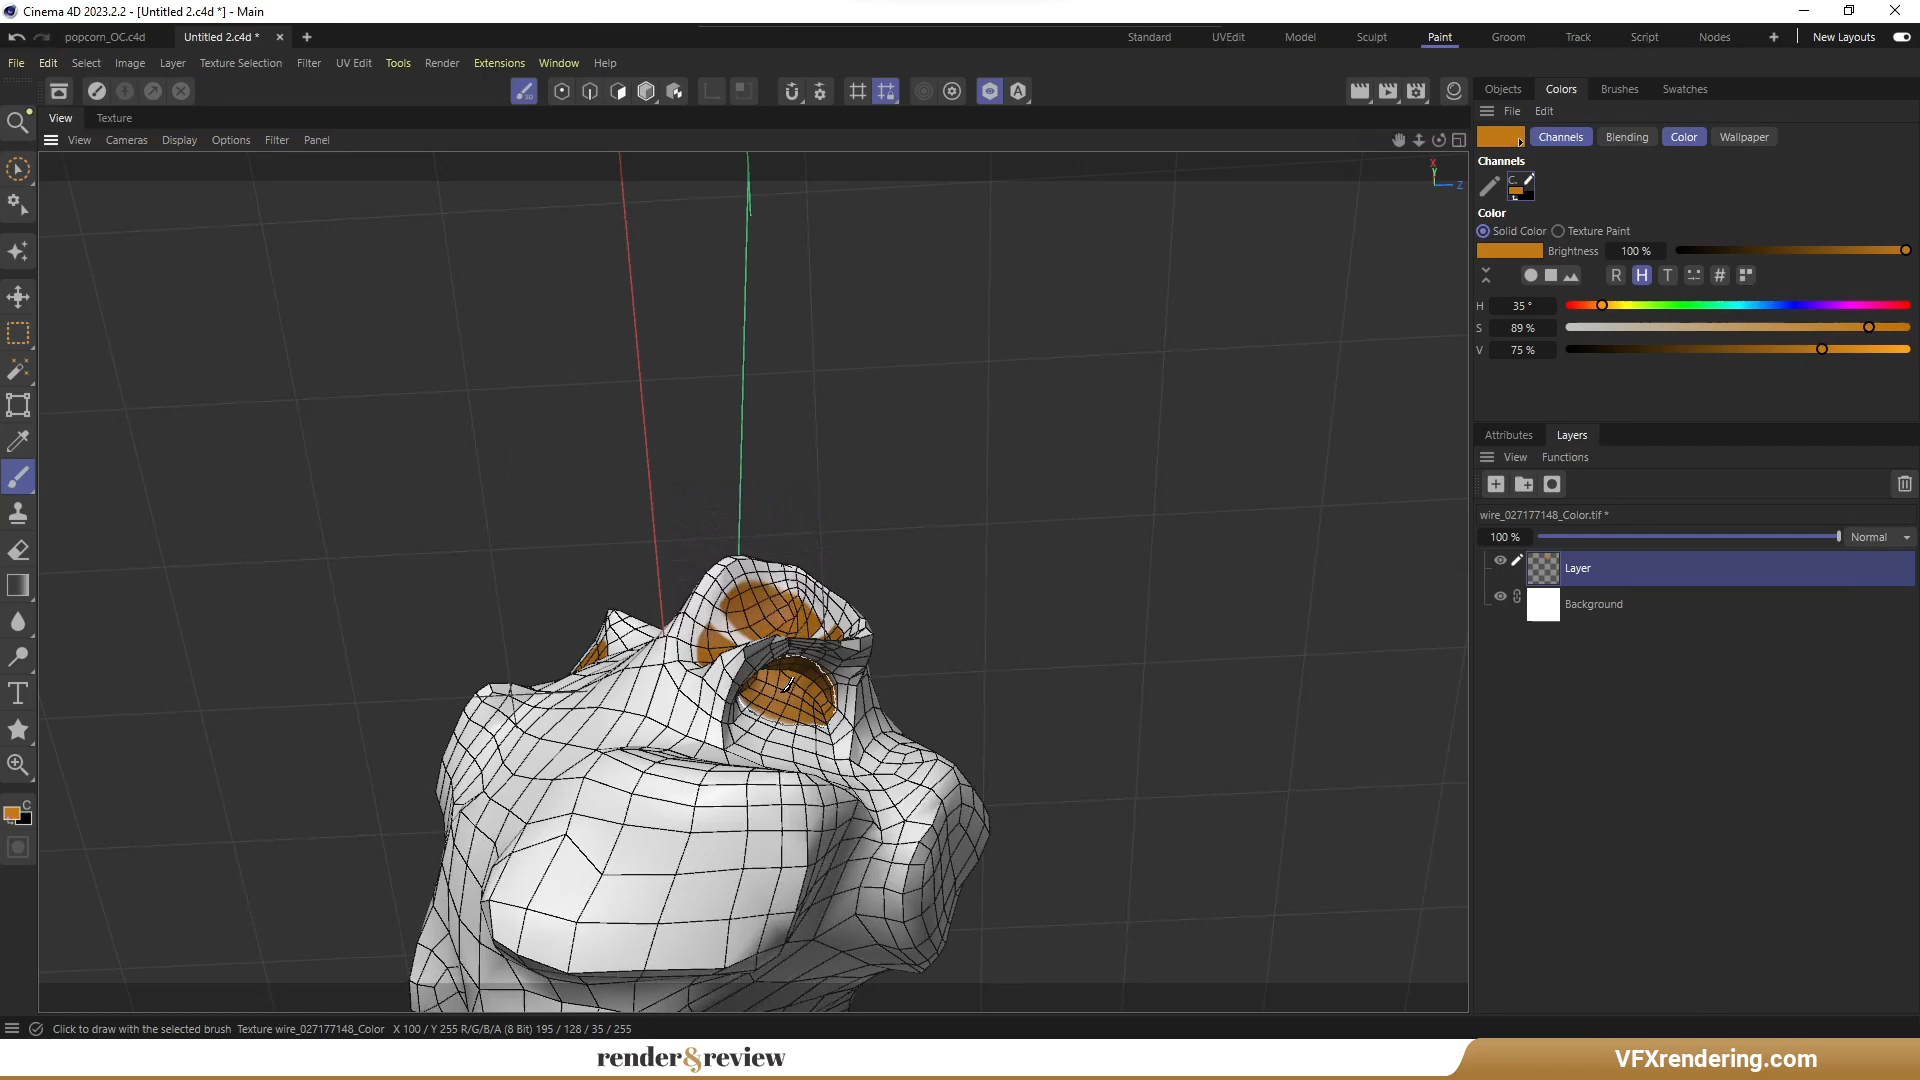 Cinema 4D 2023.2.2 - [Untitled 2.c4d *] - Main
popcorn_OC.c4d Untitled 2.c4d * Standard UVEdit Model Sculpt Paint Groom Track Script Nodes New Layouts
File Edit Select Image Layer Texture Selection Filter UV Edit Tools Render Extensions Window Help
Objects Colors Brushes Swatches
File Edit
View Texture
View Cameras Display Options Filter Panel
Channels Blending Color Wallpaper
Channels
X
Y
Z
C
Color
Solid Color Texture Paint
Brightness 100 %
R H T #
H 35 °
S 89 %
V 75 %
Attributes Layers
View Functions
wire_027177148_Color.tif *
100 % Normal
Layer
Background
T
C
Click to draw with the selected brush Texture wire_027177148_Color X 100 / Y 255 R/G/B/A (8 Bit) 195 / 128 / 35 / 255
render&review
VFXrendering.com